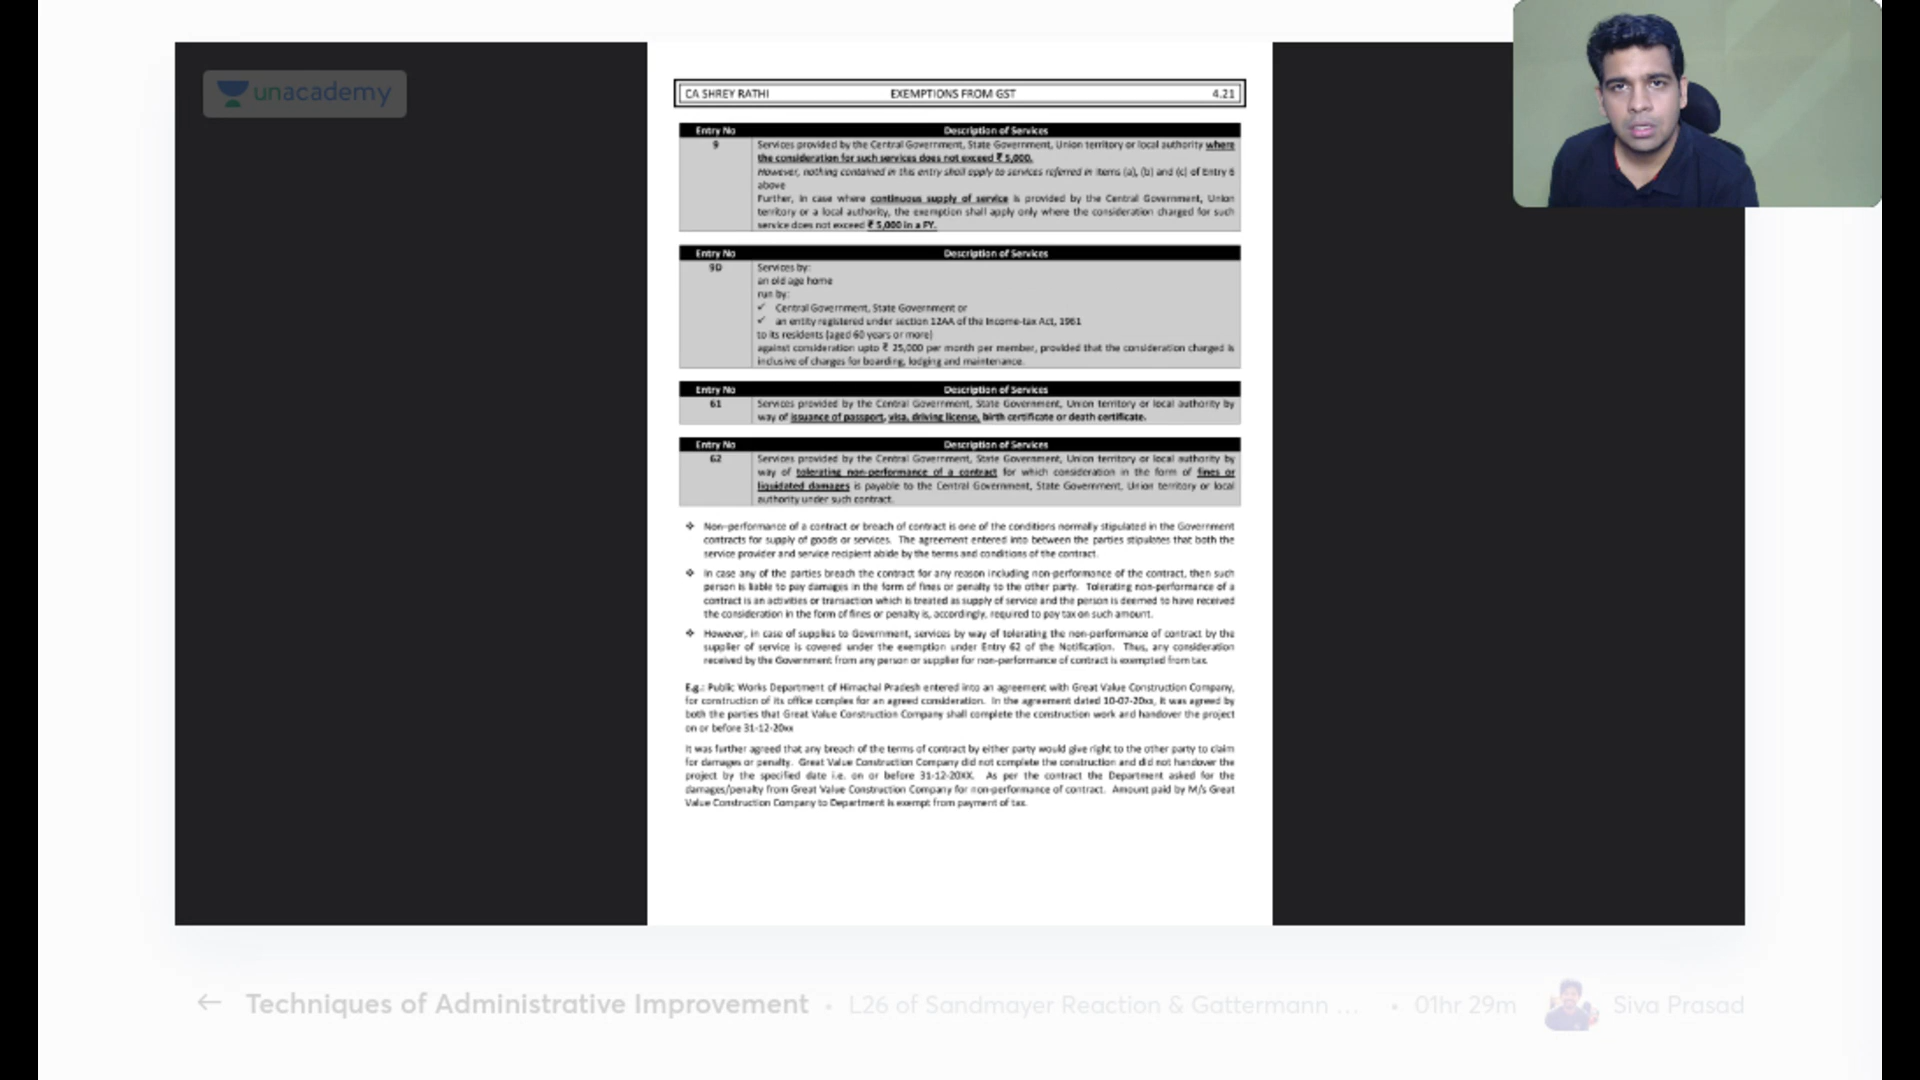 unacademy
CA SHREY RATHI EXEMPTIONS FROM GST 4.21
Entry No Description of Services
9 Services provided by the Central Government, State Government, Union territory or local authority where
the consideration for such services does not exceed ₹ 5,000.
However, nothing contained in this entry shall apply to services referred in items (a), (b) and (c) of Entry 6
above
Further, in case where continuous supply of service is provided by the Central Government, Union
territory or a local authority, the exemption shall apply only where the consideration charged for such
service does not exceed ₹ 5,000 in a FY.
Entry No Description of Services
9D Services by:
an old age home
run by:
✓ Central Government, State Government or
✓ an entity registered under section 12AA of the Income-tax Act, 1961
to its residents (aged 60 years or more)
against consideration upto ₹ 25,000 per month per member, provided that the consideration charged is
inclusive of charges for boarding, lodging and maintenance.
Entry No Description of Services
61 Services provided by the Central Government, State Government, Union territory or local authority by
way of issuance of passport, visa, driving license, birth certificate or death certificate.
Entry No Description of Services
62 Services provided by the Central Government, State Government, Union territory or local authority by
way of tolerating non-performance of a contract for which consideration in the form of fines or
liquidated damages is payable to the Central Government, State Government, Union territory or local
authority under such contract.
❖ Non-performance of a contract or breach of contract is one of the conditions normally stipulated in the Government
contracts for supply of goods or services. The agreement entered into between the parties stipulates that both the
service provider and service recipient abide by the terms and conditions of the contract.
❖ In case any of the parties breach the contract for any reason including non-performance of the contract, then such
person is liable to pay damages in the form of fines or penalty to the other party. Tolerating non-performance of a
contract is an activities or transaction which is treated as supply of service and the person is deemed to have received
the consideration in the form of fines or penalty is, accordingly, required to pay tax on such amount.
❖ However, in case of supplies to Government, services by way of tolerating the non-performance of contract by the
supplier of service is covered under the exemption under Entry 62 of the Notification. Thus, any consideration
received by the Government from any person or supplier for non-performance of contract is exempted from tax.
E.g.: Public Works Department of Himachal Pradesh entered into an agreement with Great Value Construction Company,
for construction of its office complex for an agreed consideration. In the agreement dated 10-07-20xx, it was agreed by
both the parties that Great Value Construction Company shall complete the construction work and handover the project
on or before 31-12-20xx
It was further agreed that any breach of the terms of contract by either party would give right to the other party to claim
for damages or penalty. Great Value Construction Company did not complete the construction and did not handover the
project by the specified date i.e. on or before 31-12-20XX. As per the contract the Department asked for the
damages/penalty from Great Value Construction Company for non-performance of contract. Amount paid by M/s Great
Value Construction Company to Department is exempt from payment of tax.
← Techniques of Administrative Improvement • L26 of Sandmayer Reaction & Gattermann ... • 01hr 29m Siva Prasad